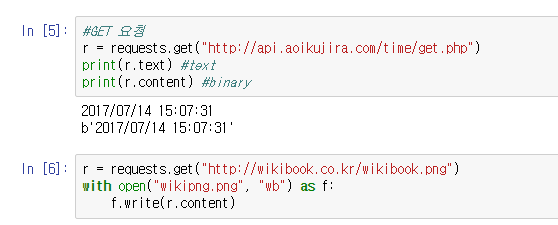 In [5]: #GET 요청
r = requests.get("http://api.aoikujira.com/time/get.php")
print(r.text) #text
print(r.content) #binary
2017/07/14 15:07:31
b'2017/07/14 15:07:31'
In [6]: r = requests.get("http://wikibook.co.kr/wikibook.png")
with open("wikipng.png", "wb") as f:
    f.write(r.content)